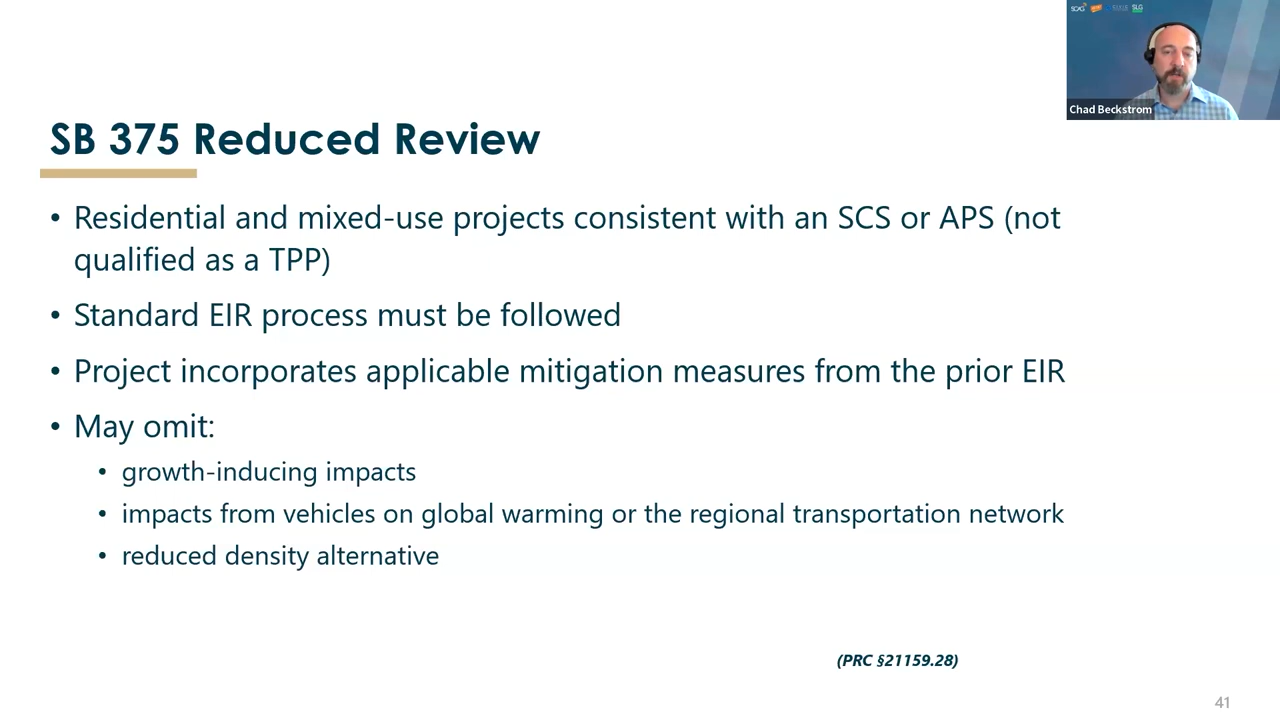 SCAG
SLG
Chad Beckstrom
SB 375 Reduced Review
• Residential and mixed-use projects consistent with an SCS or APS (not
qualified as a TPP)
• Standard EIR process must be followed
• Project incorporates applicable mitigation measures from the prior EIR
• May omit:
• growth-inducing impacts
• impacts from vehicles on global warming or the regional transportation network
• reduced density alternative
(PRC §21159.28)
41